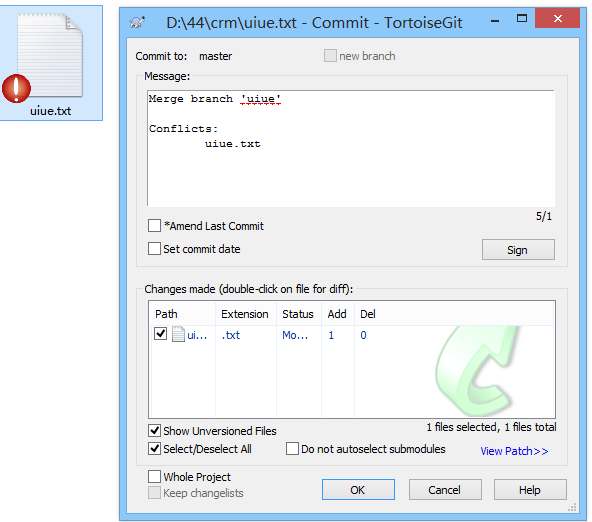 uiue.txt
D:\44\crm\uiue.txt - Commit - TortoiseGit
Commit to: master
new branch
Message:
Merge branch 'uiue'
Conflicts:
uiue.txt
5/1
*Amend Last Commit
Set commit date
Sign
Changes made (double-click on file for diff):
Path Extension Status Add Del
ui... .txt Mo... 1 0
Show Unversioned Files
1 files selected, 1 files total
Select/Deselect All
Do not autoselect submodules
View Patch>>
Whole Project
Keep changelists
OK
Cancel
Help